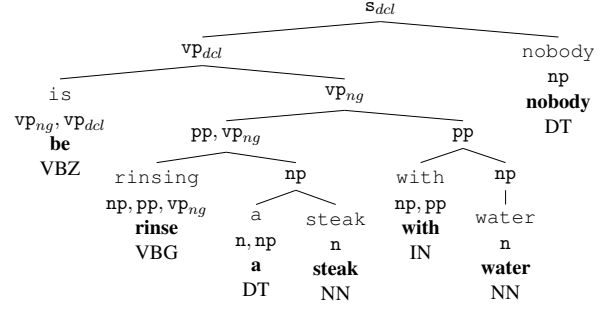 s_dcl
vp_dcl
nobody
np
nobody
DT
is
vp_ng, vp_dcl
be
VBZ
vp_ng
pp, vp_ng
pp
rinsing
np, pp, vp_ng
rinse
VBG
np
a
n, np
a
DT
steak
n
steak
NN
with
np, pp
with
IN
np
water
n
water
NN